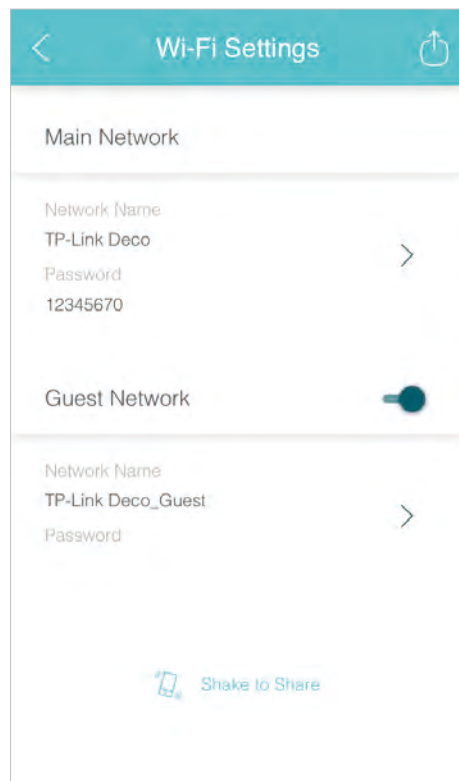 Wi-Fi Settings
Main Network
Network Name
TP-Link Deco
Password
12345670
Guest Network
Network Name
TP-Link Deco_Guest
Password
Shake to Share